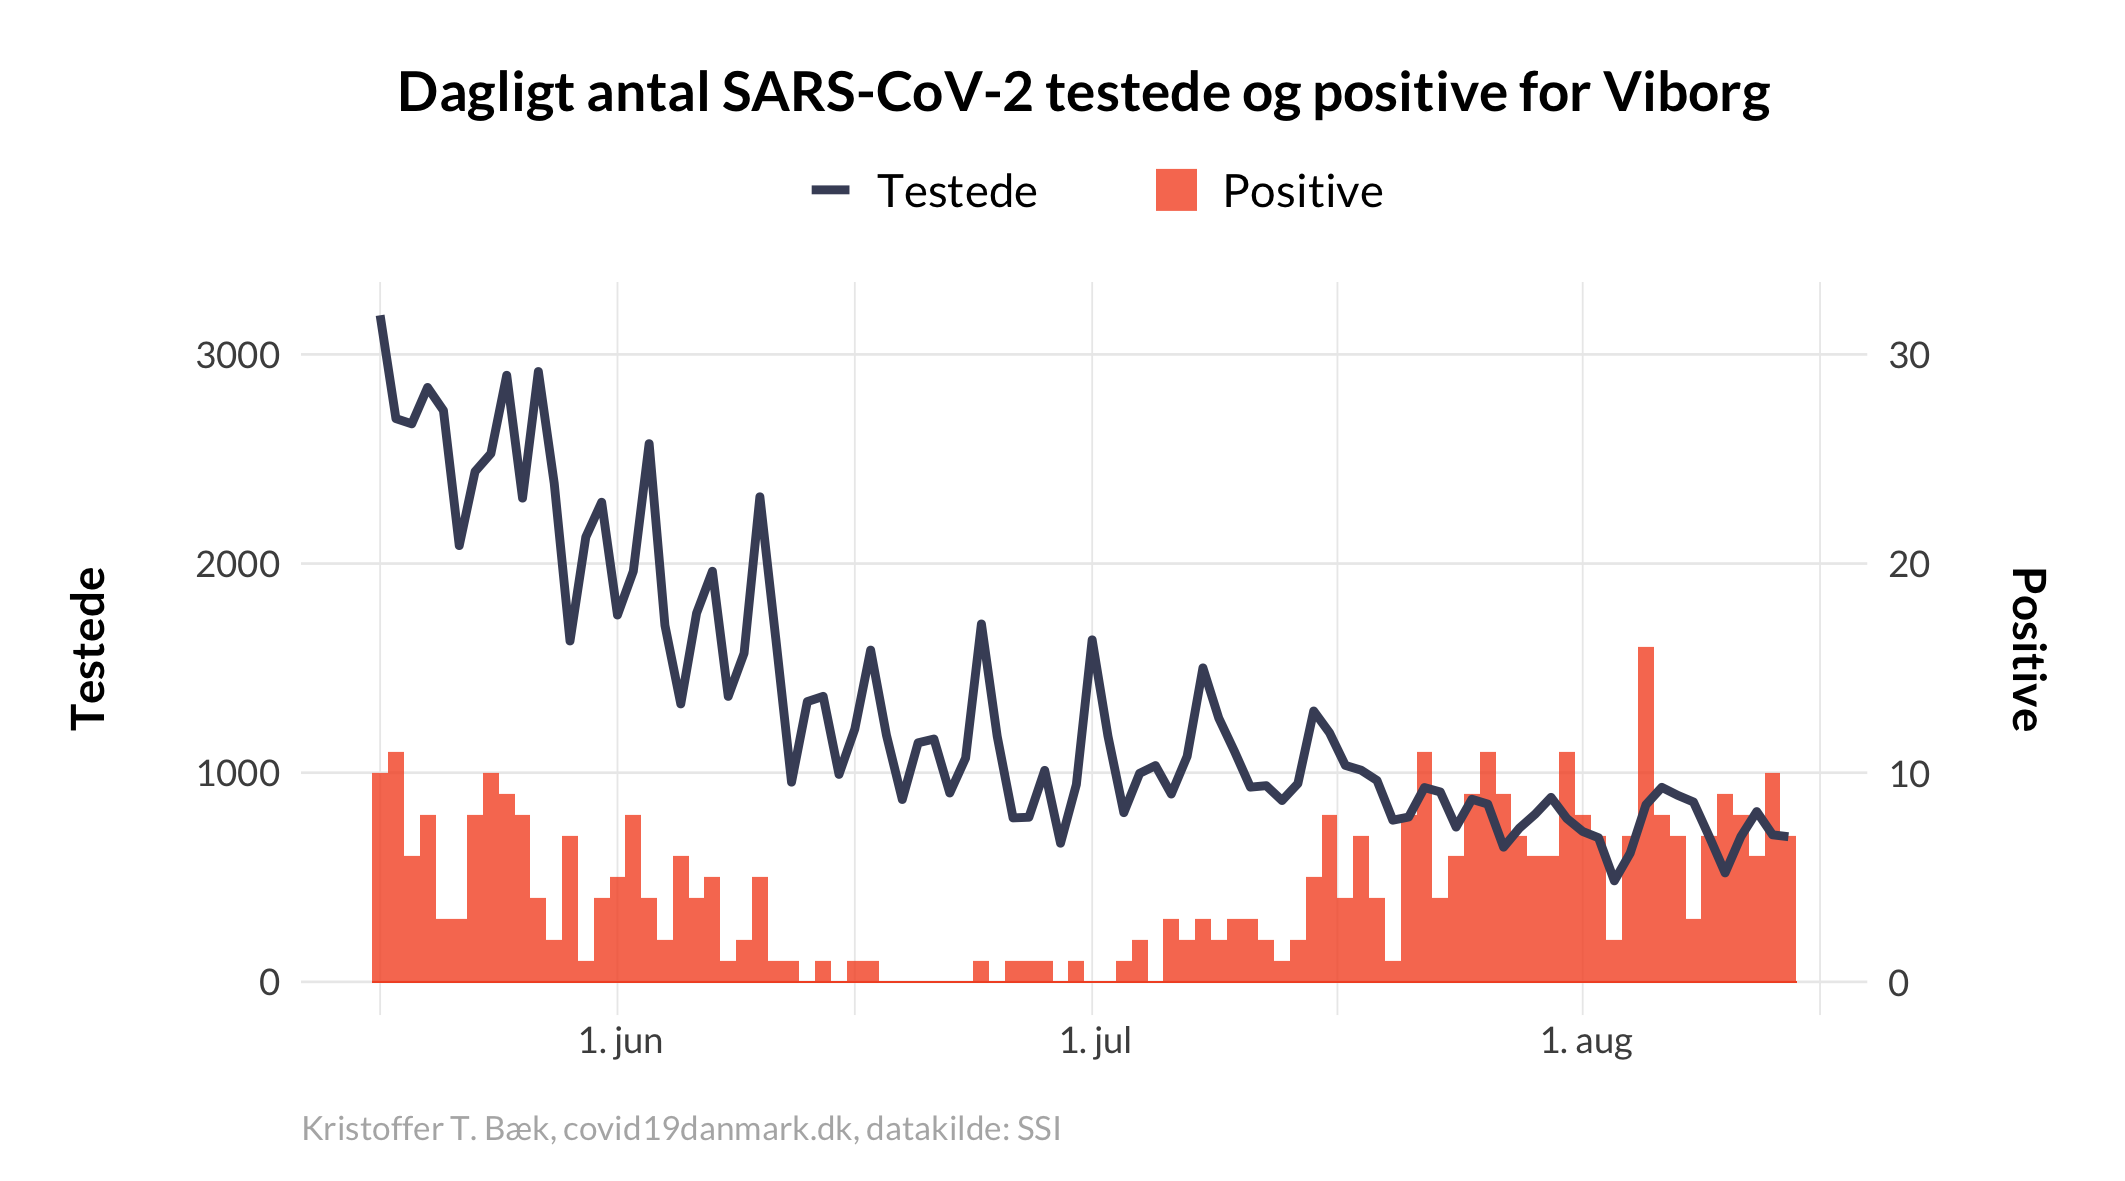 Dagligt antal SARS-CoV-2 testede og positive for Viborg
Testede
Positive
3000
2000
1000
0
30
20
10
0
Testede
Positive
1. jun
1. jul
1. aug
Kristoffer T. Bæk, covid19danmark.dk, datakilde: SSI